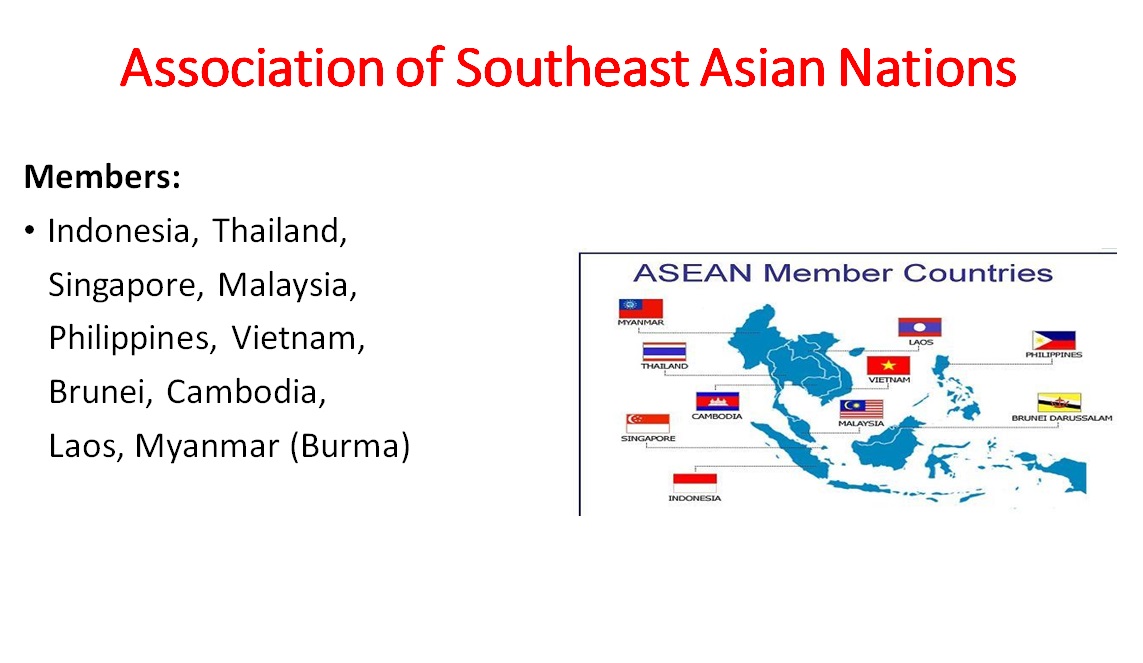 Association of Southeast Asian Nations
Members:
• Indonesia, Thailand,
Singapore, Malaysia,
Philippines, Vietnam,
Brunei, Cambodia,
Laos, Myanmar (Burma)
ASEAN Member Countries
MYANMAR
LAOS
PHILIPPINES
THAILAND
VIETNAM
CAMBODIA
MALAYSIA
BRUNEI DARUSSALAM
SINGAPORE
INDONESIA